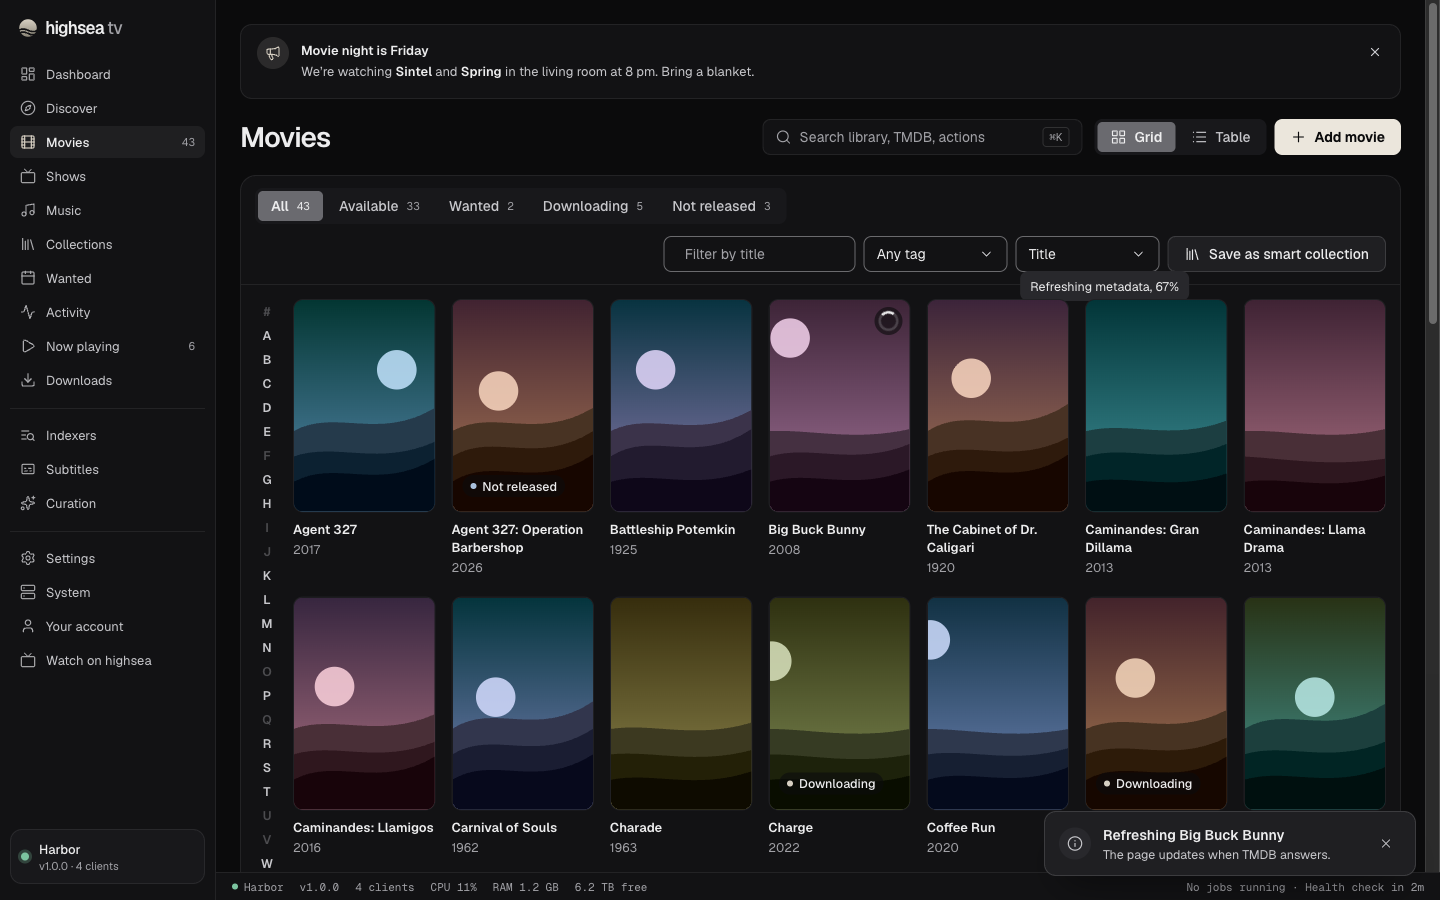 highsea tv
Dashboard
Discover
Movies 43
Shows
Music
Collections
Wanted
Activity
Now playing 6
Downloads
Indexers
Subtitles
Curation
Settings
System
Your account
Watch on highsea
Harbor
v1.0.0 · 4 clients
Movie night is Friday
We're watching Sintel and Spring in the living room at 8 pm. Bring a blanket.
Movies
Search library, TMDB, actions ⌘K
Grid
Table
Add movie
All 43
Available 33
Wanted 2
Downloading 5
Not released 3
Filter by title
Any tag
Title
Save as smart collection
Refreshing metadata, 67%
#
A
B
C
D
E
F
G
H
I
J
K
L
M
N
O
P
Q
R
S
T
U
V
W
Not released
Agent 327
2017
Agent 327: Operation
Barbershop
2026
Battleship Potemkin
1925
Big Buck Bunny
2008
The Cabinet of Dr.
Caligari
1920
Caminandes: Gran
Dillama
2013
Caminandes: Llama
Drama
2013
Downloading
Downloading
Caminandes: Llamigos
2016
Carnival of Souls
1962
Charade
1963
Charge
2022
Coffee Run
2020
Refreshing Big Buck Bunny
The page updates when TMDB answers.
Harbor v1.0.0 4 clients CPU 11% RAM 1.2 GB 6.2 TB free
No jobs running · Health check in 2m